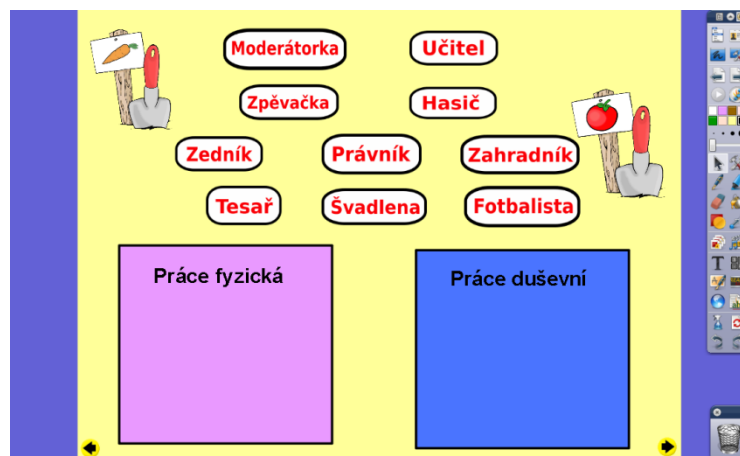 Moderátorka
Učitel
Zpěvačka
Hasič
Zedník
Právník
Zahradník
Tesař
Švadlena
Fotbalista
Práce fyzická
Práce duševní